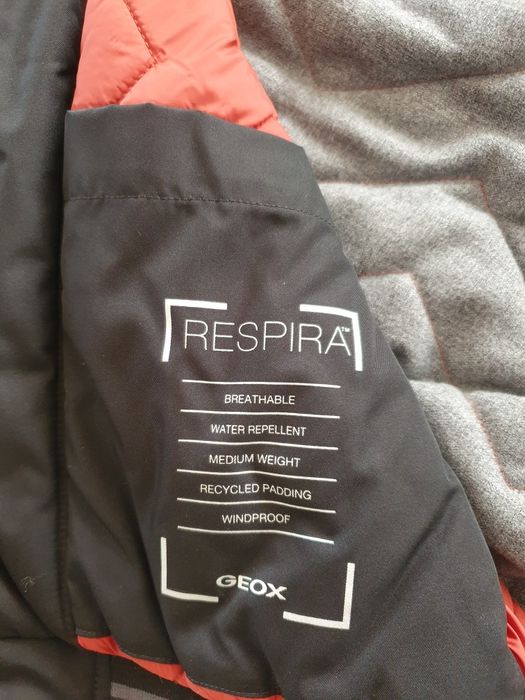 RESPIRA™
BREATHABLE
WATER REPELLENT
MEDIUM WEIGHT
RECYCLED PADDING
WINDPROOF
GEOX